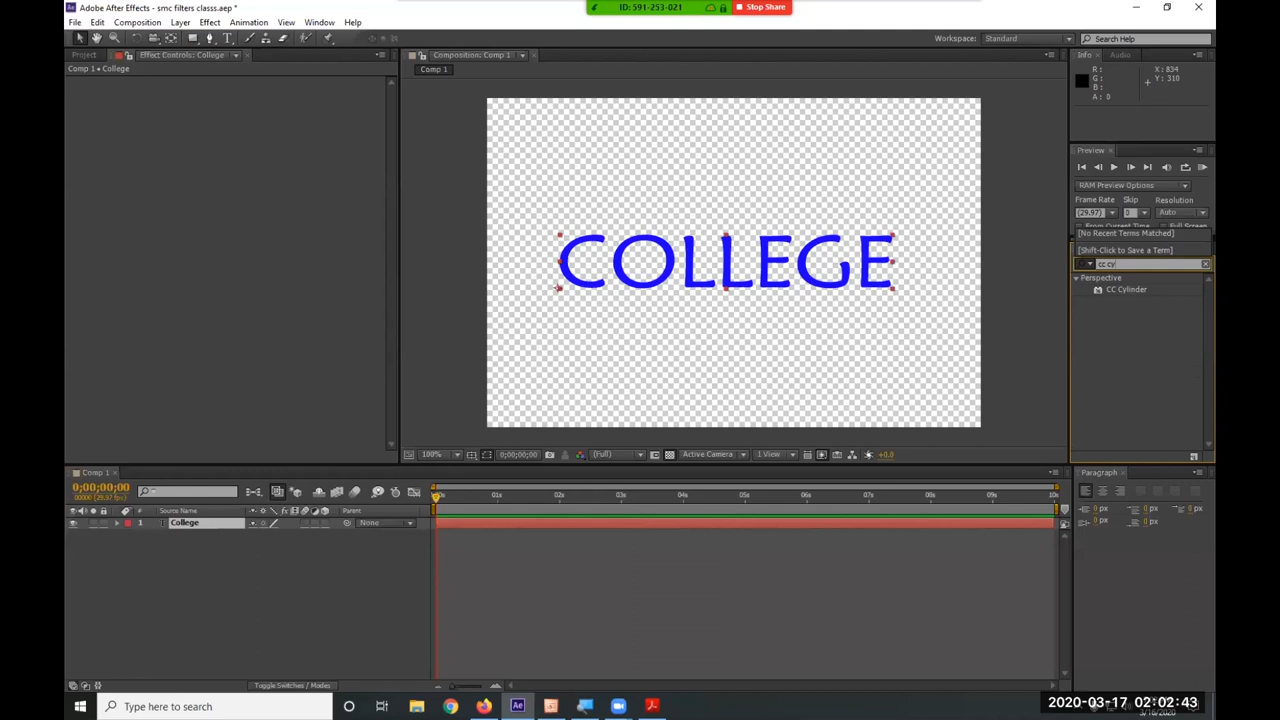 Adobe After Effects - smc filters classs.aep *
ID: 591-253-021
Stop Share
File Edit Composition Layer Effect Animation View Window Help
Workspace: Standard
Search Help
Project
Effect Controls: College
Comp 1 • College
Composition: Comp 1
Comp 1
COLLEGE
Info
Audio
R:
G:
B:
A: 0
X: 834
Y: 310
Preview
RAM Preview Options
Frame Rate Skip Resolution
(29.97) 0 Auto
From Current Time Full Screen
[No Recent Terms Matched]
[Shift-Click to Save a Term]
cc cy
Perspective
CC Cylinder
100%
0;00;00;00
(Full)
Active Camera
1 View
+0.0
Comp 1
0;00;00;00
00000 (29.97 fps)
# Source Name
Parent
1 College
None
01s 02s 03s 04s 05s 06s 07s 08s 09s 10s
Toggle Switches / Modes
Paragraph
0 px 0 px 0 px
0 px 0 px
Type here to search
2020-03-17 02:02:43